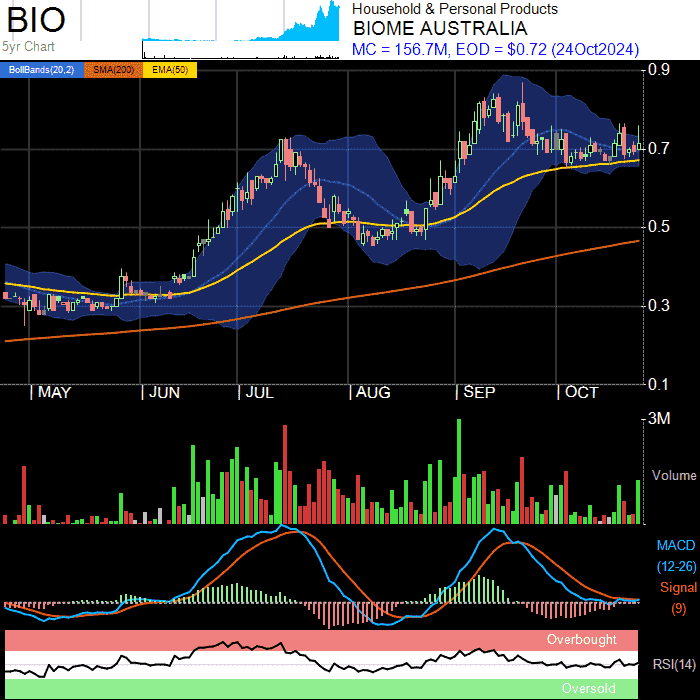 BIO
5yr Chart
Household & Personal Products
BIOME AUSTRALIA
MC = 156.7M, EOD = $0.72 (24Oct2024)
BollBands(20,2) SMA(200) EMA(50)
0.9
0.7
0.5
0.3
0.1
MAY JUN JUL AUG SEP OCT
3M
Volume
MACD
(12-26)
Signal
(9)
Overbought
RSI(14)
Oversold